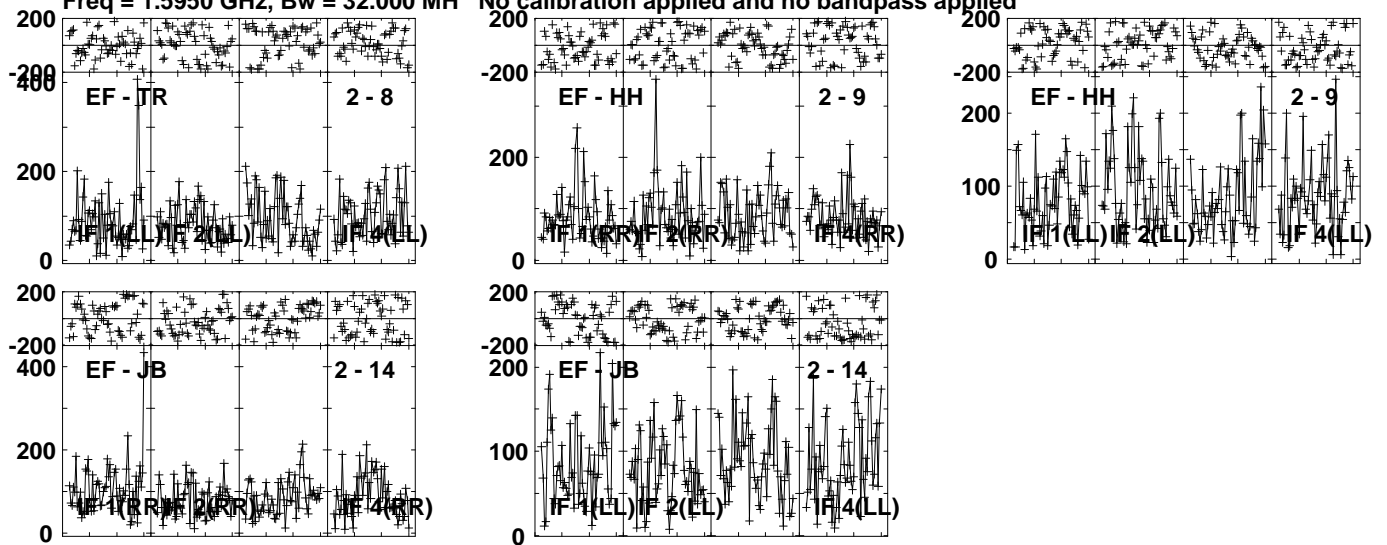 Freq = 1.5950 GHz, Bw = 32.000 MH No calibration applied and no bandpass applied
200
-200
400
200
0
EF - TR 2 - 8
IF 1(LL) IF 2(LL) IF 4(LL)
200
-200
200
0
EF - HH 2 - 9
IF 1(RR) IF 2(RR) IF 4(RR)
200
-200
200
100
0
EF - HH 2 - 9
IF 1(LL) IF 2(LL) IF 4(LL)
200
-200
400
200
0
EF - JB 2 - 14
IF 1(RR) IF 2(RR) IF 4(RR)
200
-200
200
100
0
EF - JB 2 - 14
IF 1(LL) IF 2(LL) IF 4(LL)